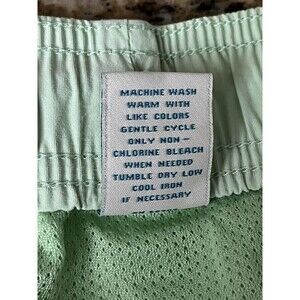 MACHINE WASH
WARM WITH
LIKE COLORS
GENTLE CYCLE
ONLY NON-
CHLORINE BLEACH
WHEN NEEDED
TUMBLE DRY LOW
COOL IRON
IF NECESSARY